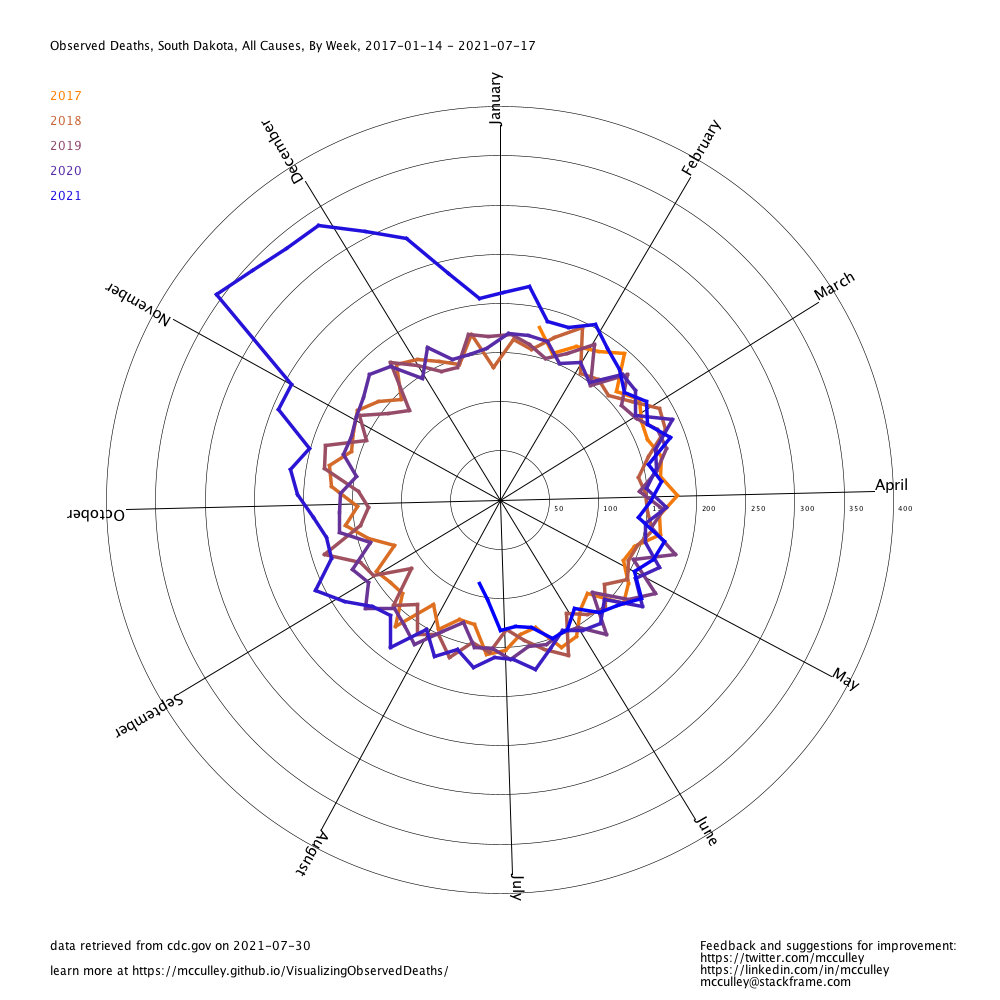 Observed Deaths, South Dakota, All Causes, By Week, 2017-01-14 - 2021-07-17
2017
2018
2019
2020
2021
January
February
March
April
May
June
July
August
September
October
November
December
50
100
200
250
300
350
400
data retrieved from cdc.gov on 2021-07-30
learn more at https://mcculley.github.io/VisualizingObservedDeaths/
Feedback and suggestions for improvement:
https://twitter.com/mcculley
https://linkedin.com/in/mcculley
mcculley@stackframe.com